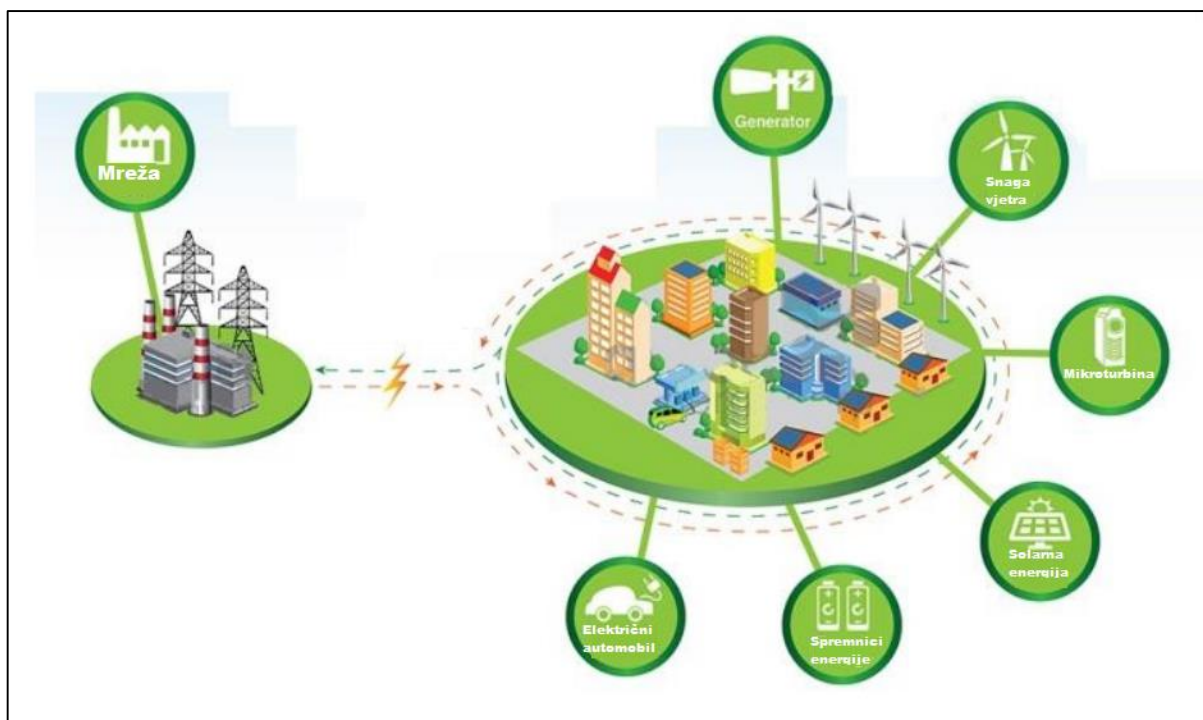 Mreža
Generator
Snaga
vjetra
Mikroturbina
Solarna
energija
Spremnici
energije
Električni
automobil